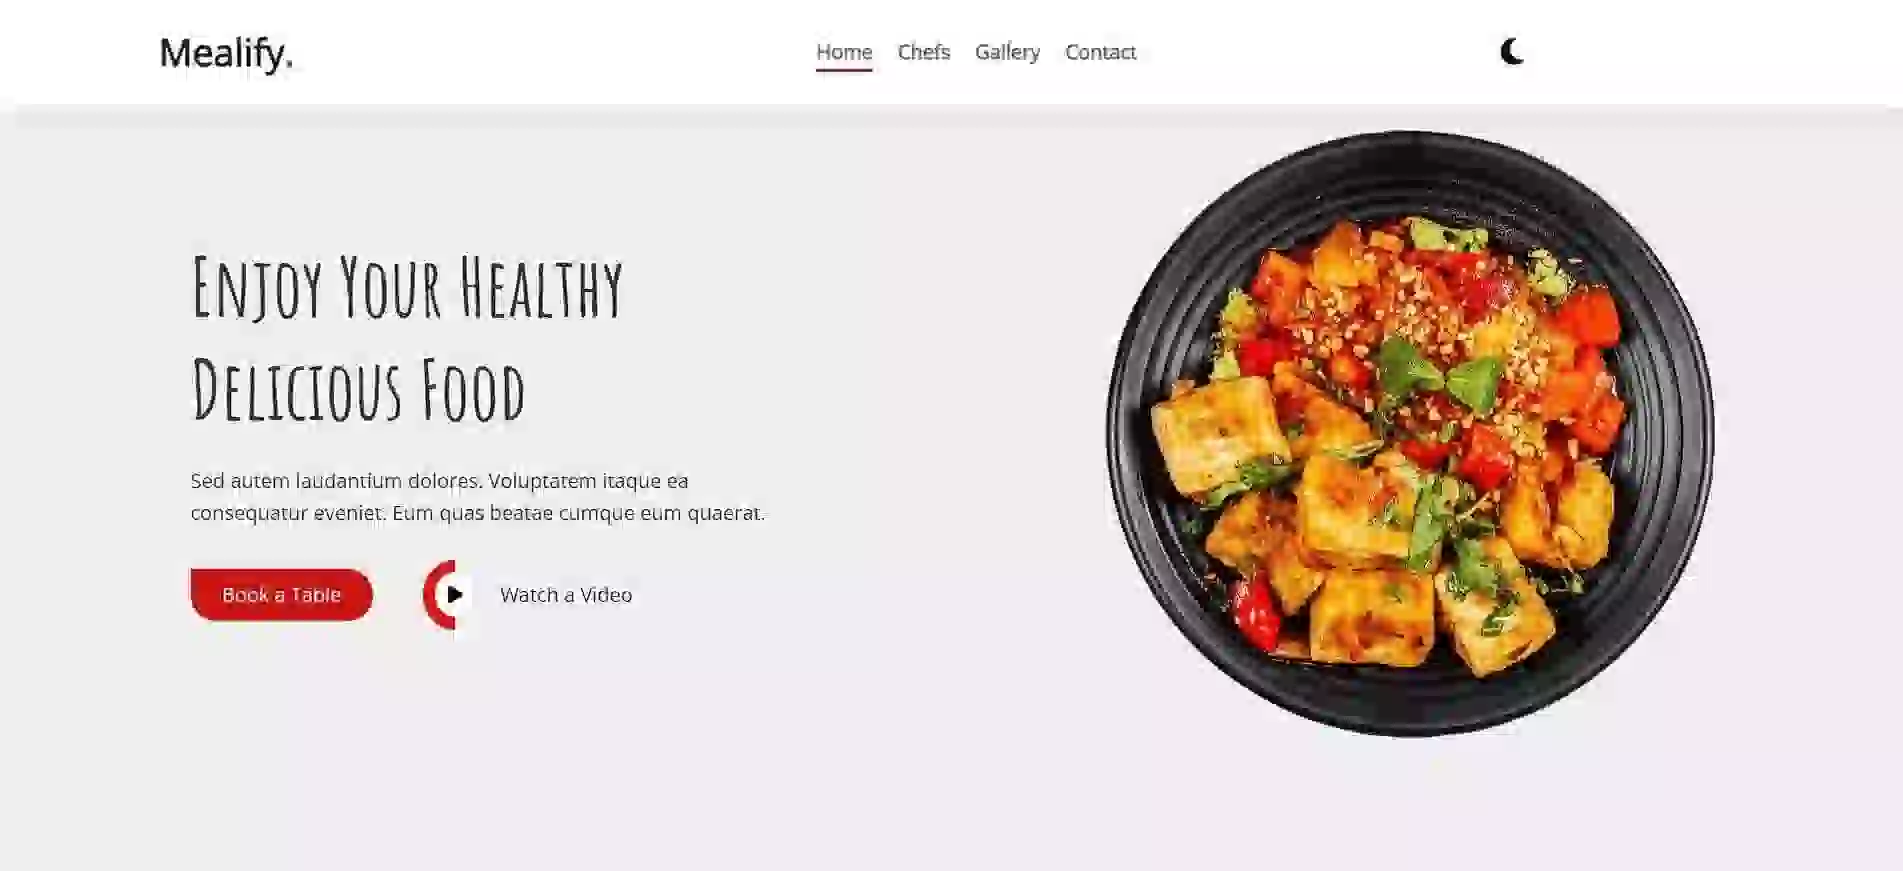 Mealify.
Home Chefs Gallery Contact
Enjoy Your Healthy
Delicious Food
Sed autem laudantium dolores. Voluptatem itaque ea
consequatur eveniet. Eum quas beatae cumque eum quaerat.
Book a Table
Watch a Video